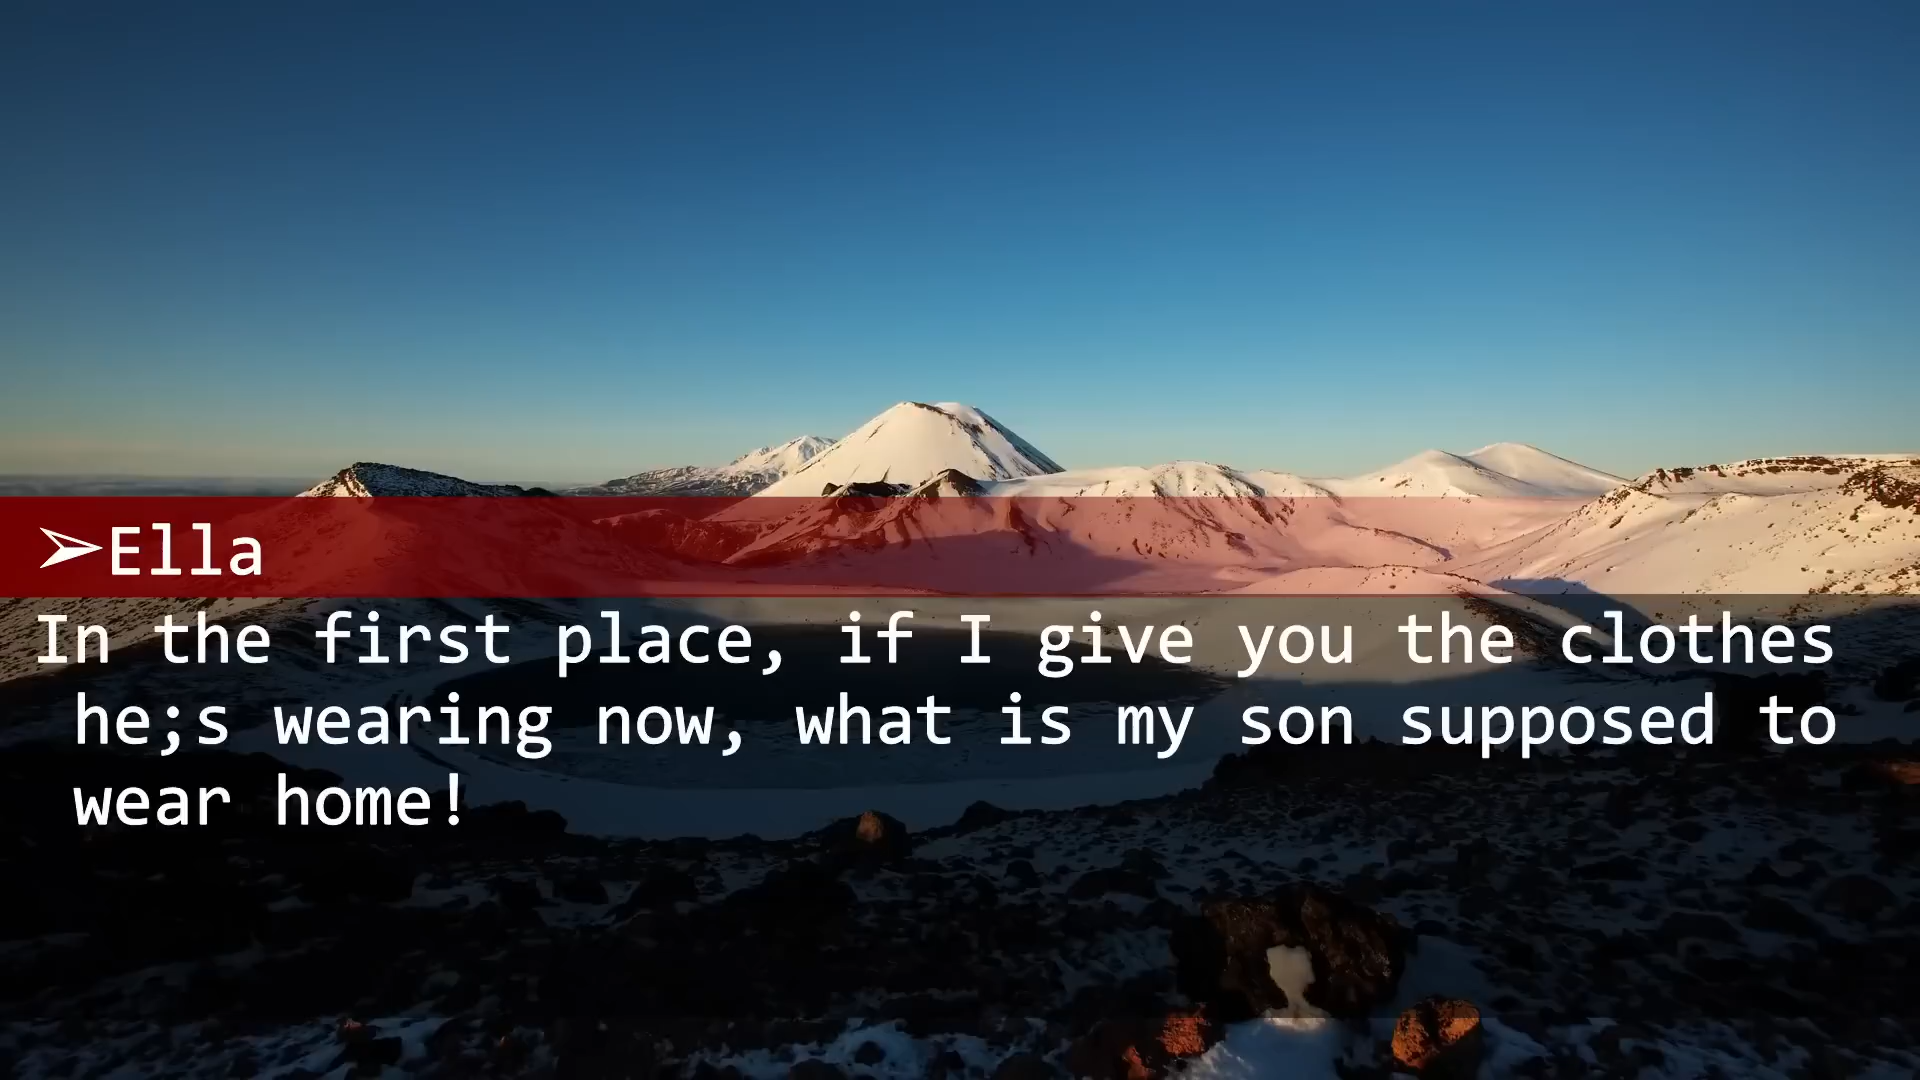 ➢Ella
In the first place, if I give you the clothes
he;s wearing now, what is my son supposed to
wear home!